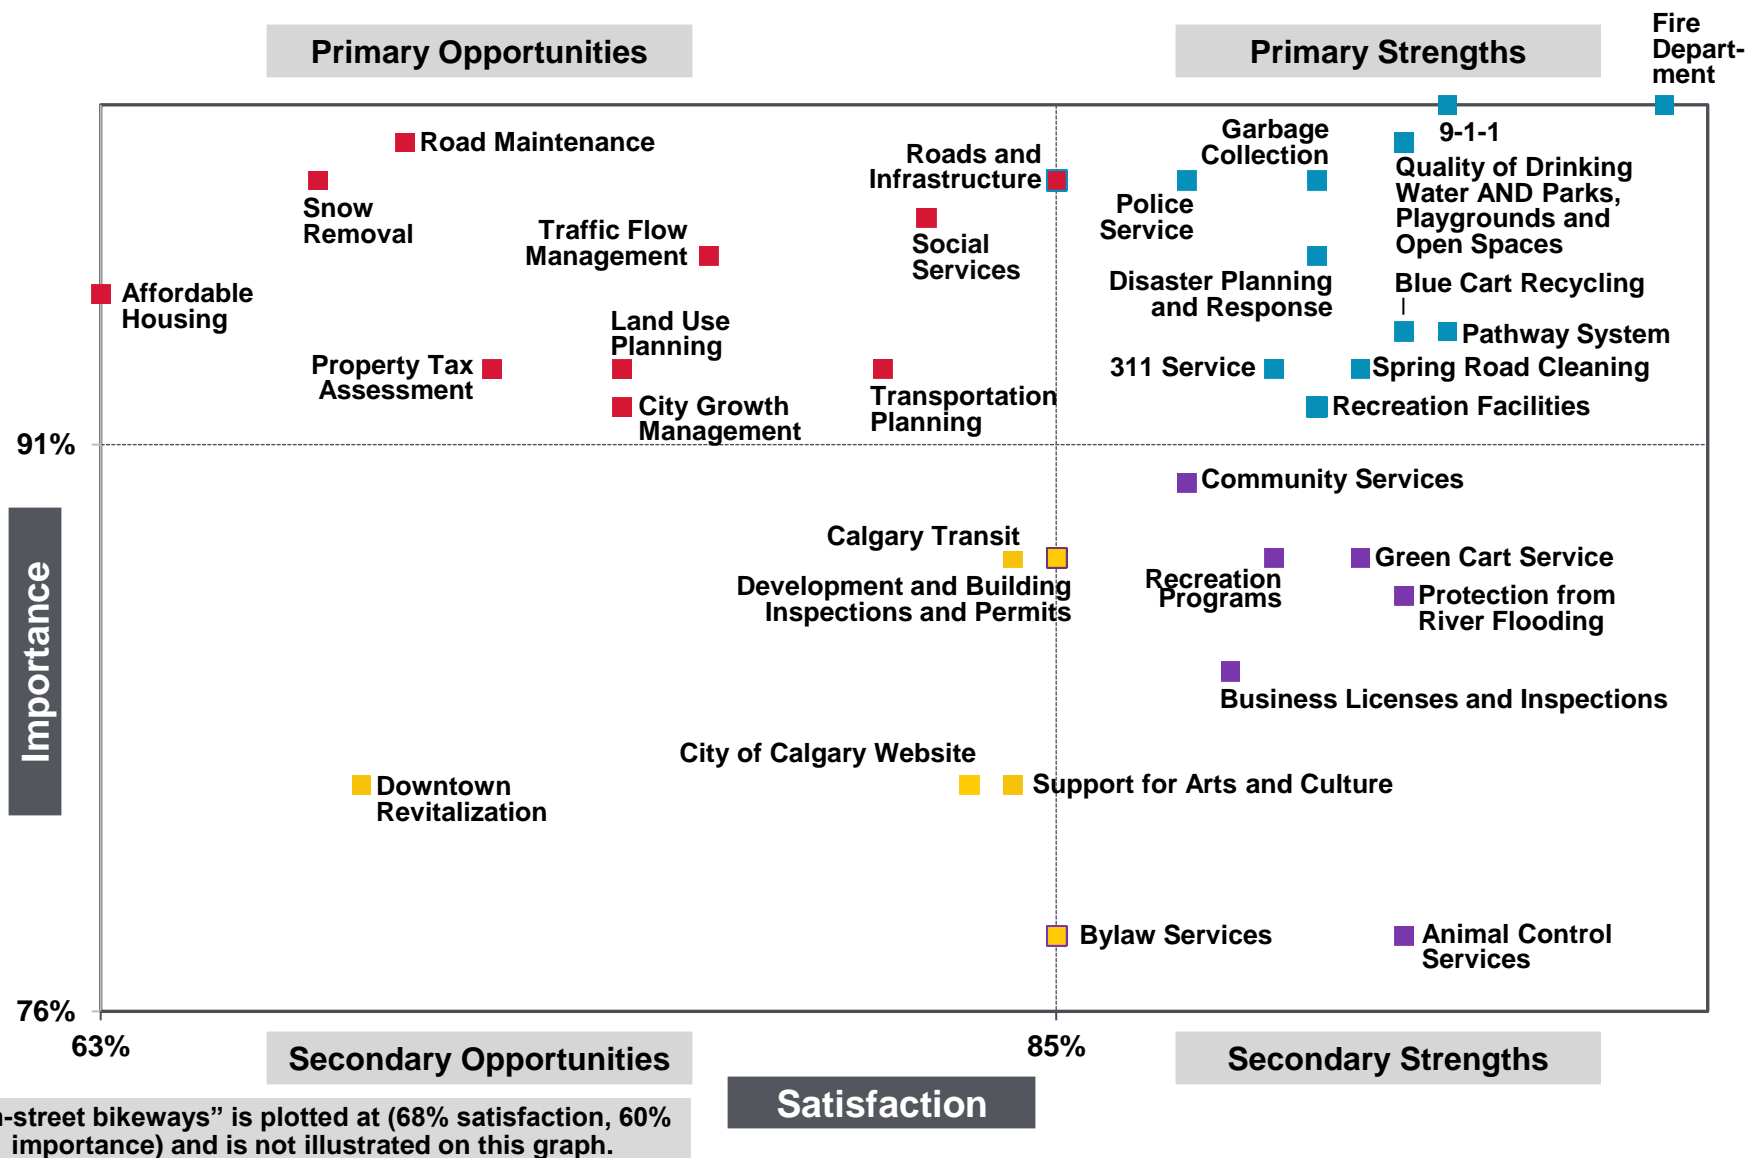 Primary Opportunities
Primary Strengths
Fire
Depart-
ment
Road Maintenance
Snow
Removal
Traffic Flow
Management
Affordable
Housing
Land Use
Planning
Property Tax
Assessment
City Growth
Management
Roads and
Infrastructure
Social
Services
Transportation
Planning
Garbage
Collection
9-1-1
Police
Service
Quality of Drinking
Water AND Parks,
Playgrounds and
Open Spaces
Disaster Planning
and Response
Blue Cart Recycling
Pathway System
311 Service
Spring Road Cleaning
Recreation Facilities
91%
Community Services
Calgary Transit
Development and Building
Inspections and Permits
Recreation
Programs
Green Cart Service
Protection from
River Flooding
Business Licenses and Inspections
Importance
City of Calgary Website
Downtown
Revitalization
Support for Arts and Culture
Bylaw Services
Animal Control
Services
76%
63%
85%
Secondary Opportunities
Secondary Strengths
Satisfaction
-street bikeways” is plotted at (68% satisfaction, 60%
importance) and is not illustrated on this graph.